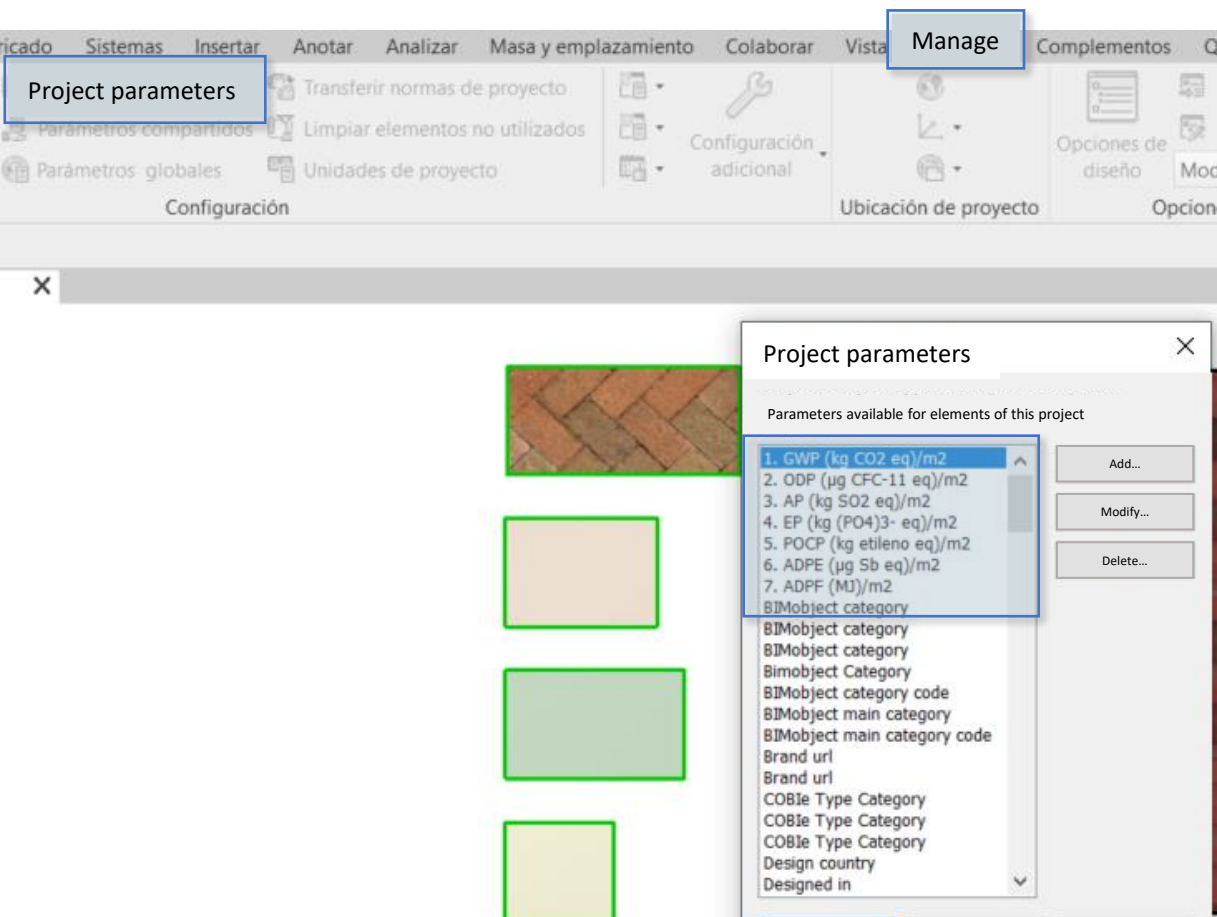 ricado Sistemas Insertar Anotar Analizar Masa y emplazamiento Colaborar Vista Manage Complementos Q
Project parameters Transferir normas de proyecto
Parámetros compartidos Limpiar elementos no utilizados Configuración adicional Opciones de diseño
Parámetros globales Unidades de proyecto Mod
Configuración Ubicación de proyecto Opcion
X
Project parameters
Parameters available for elements of this project
1. GWP (kg CO2 eq)/m2
2. ODP (µg CFC-11 eq)/m2
3. AP (kg SO2 eq)/m2
4. EP (kg (PO4)3- eq)/m2
5. POCP (kg etileno eq)/m2
6. ADPE (µg Sb eq)/m2
7. ADPF (MJ)/m2
BIMobject category
BIMobject category
BIMobject category
Bimobject Category
BIMobject category code
BIMobject main category
BIMobject main category code
Brand url
Brand url
COBIe Type Category
COBIe Type Category
COBIe Type Category
Design country
Designed in
Add...
Modify...
Delete...